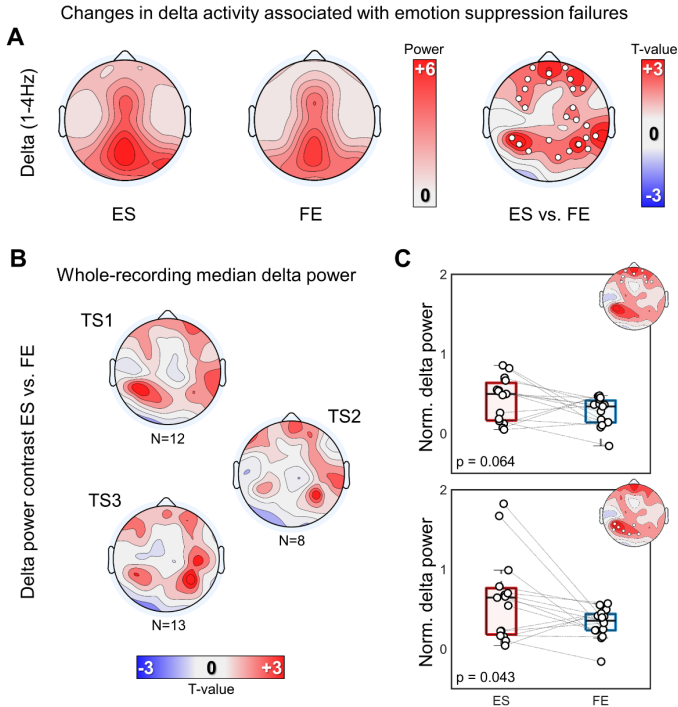 Changes in delta activity associated with emotion suppression failures
A
Delta (1-4Hz)
Power
+6
0
T-value
+3
0
-3
ES
FE
ES vs. FE
B
Whole-recording median delta power
Delta power contrast ES vs. FE
TS1
N=12
TS2
N=8
TS3
N=13
-3 0 +3
T-value
C
Norm. delta power
2
1
0
p = 0.064
Norm. delta power
2
1
0
p = 0.043
ES FE